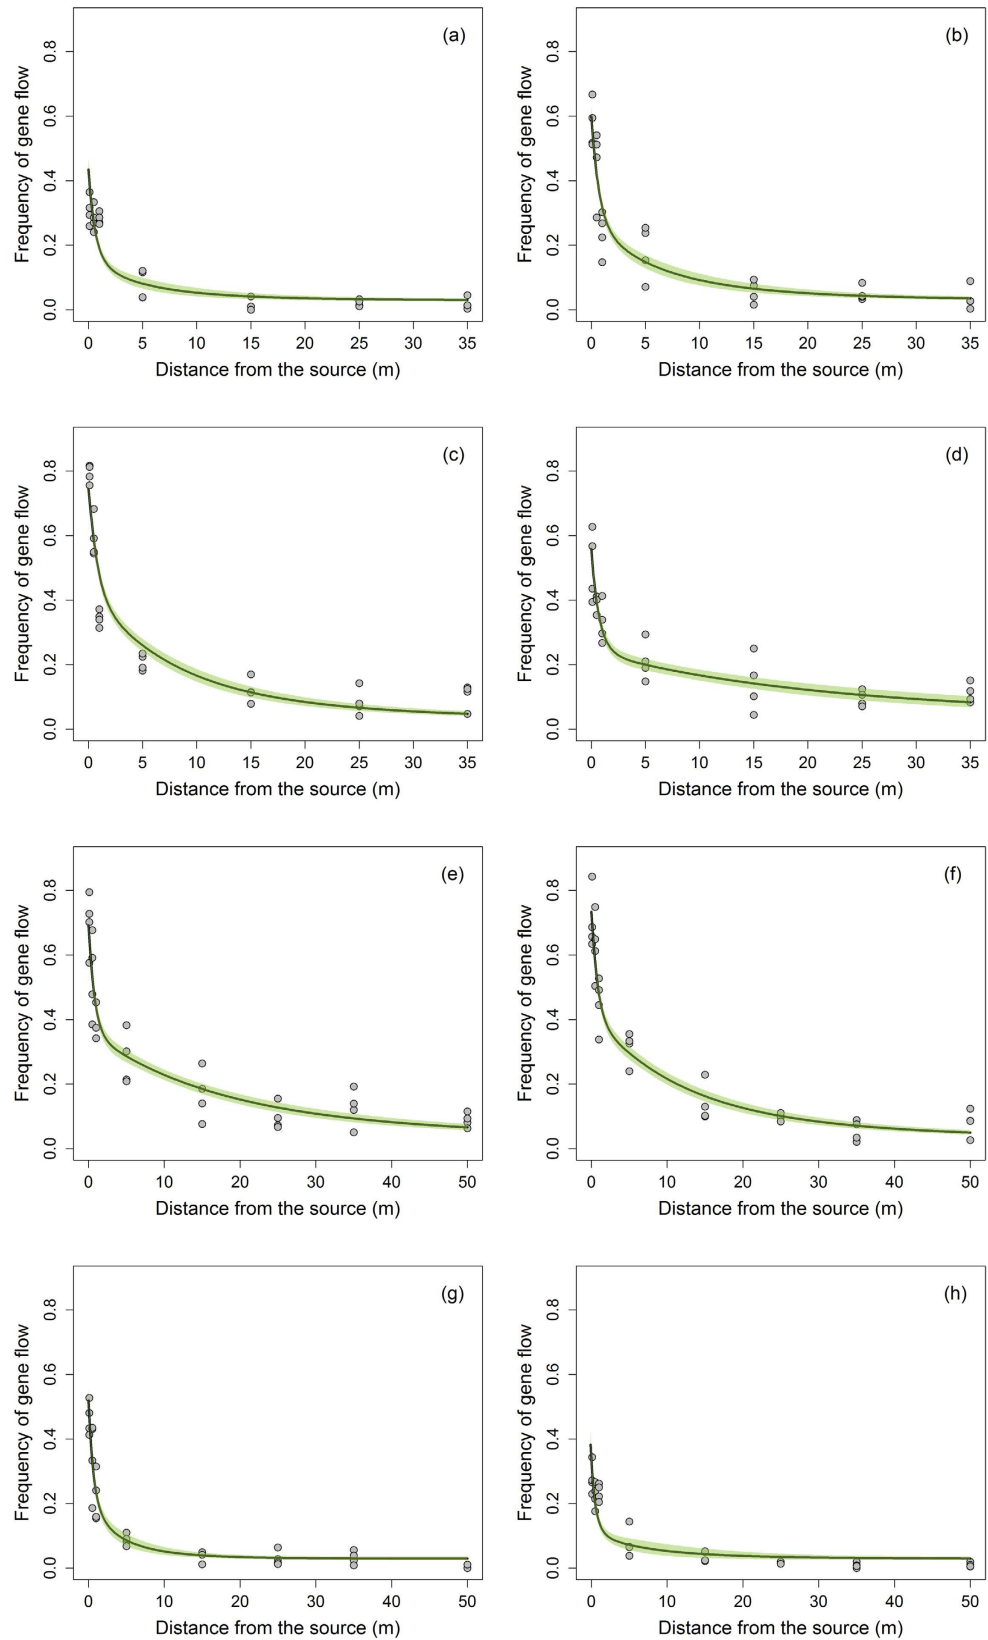 (a)
Frequency of gene flow
0.0 0.2 0.4 0.6 0.8
0 5 10 15 20 25 30 35
Distance from the source (m)
(b)
Frequency of gene flow
0.0 0.2 0.4 0.6 0.8
0 5 10 15 20 25 30 35
Distance from the source (m)
(c)
Frequency of gene flow
0.0 0.2 0.4 0.6 0.8
0 5 10 15 20 25 30 35
Distance from the source (m)
(d)
Frequency of gene flow
0.0 0.2 0.4 0.6 0.8
0 5 10 15 20 25 30 35
Distance from the source (m)
(e)
Frequency of gene flow
0.0 0.2 0.4 0.6 0.8
0 10 20 30 40 50
Distance from the source (m)
(f)
Frequency of gene flow
0.0 0.2 0.4 0.6 0.8
0 10 20 30 40 50
Distance from the source (m)
(g)
Frequency of gene flow
0.0 0.2 0.4 0.6 0.8
0 10 20 30 40 50
Distance from the source (m)
(h)
Frequency of gene flow
0.0 0.2 0.4 0.6 0.8
0 10 20 30 40 50
Distance from the source (m)